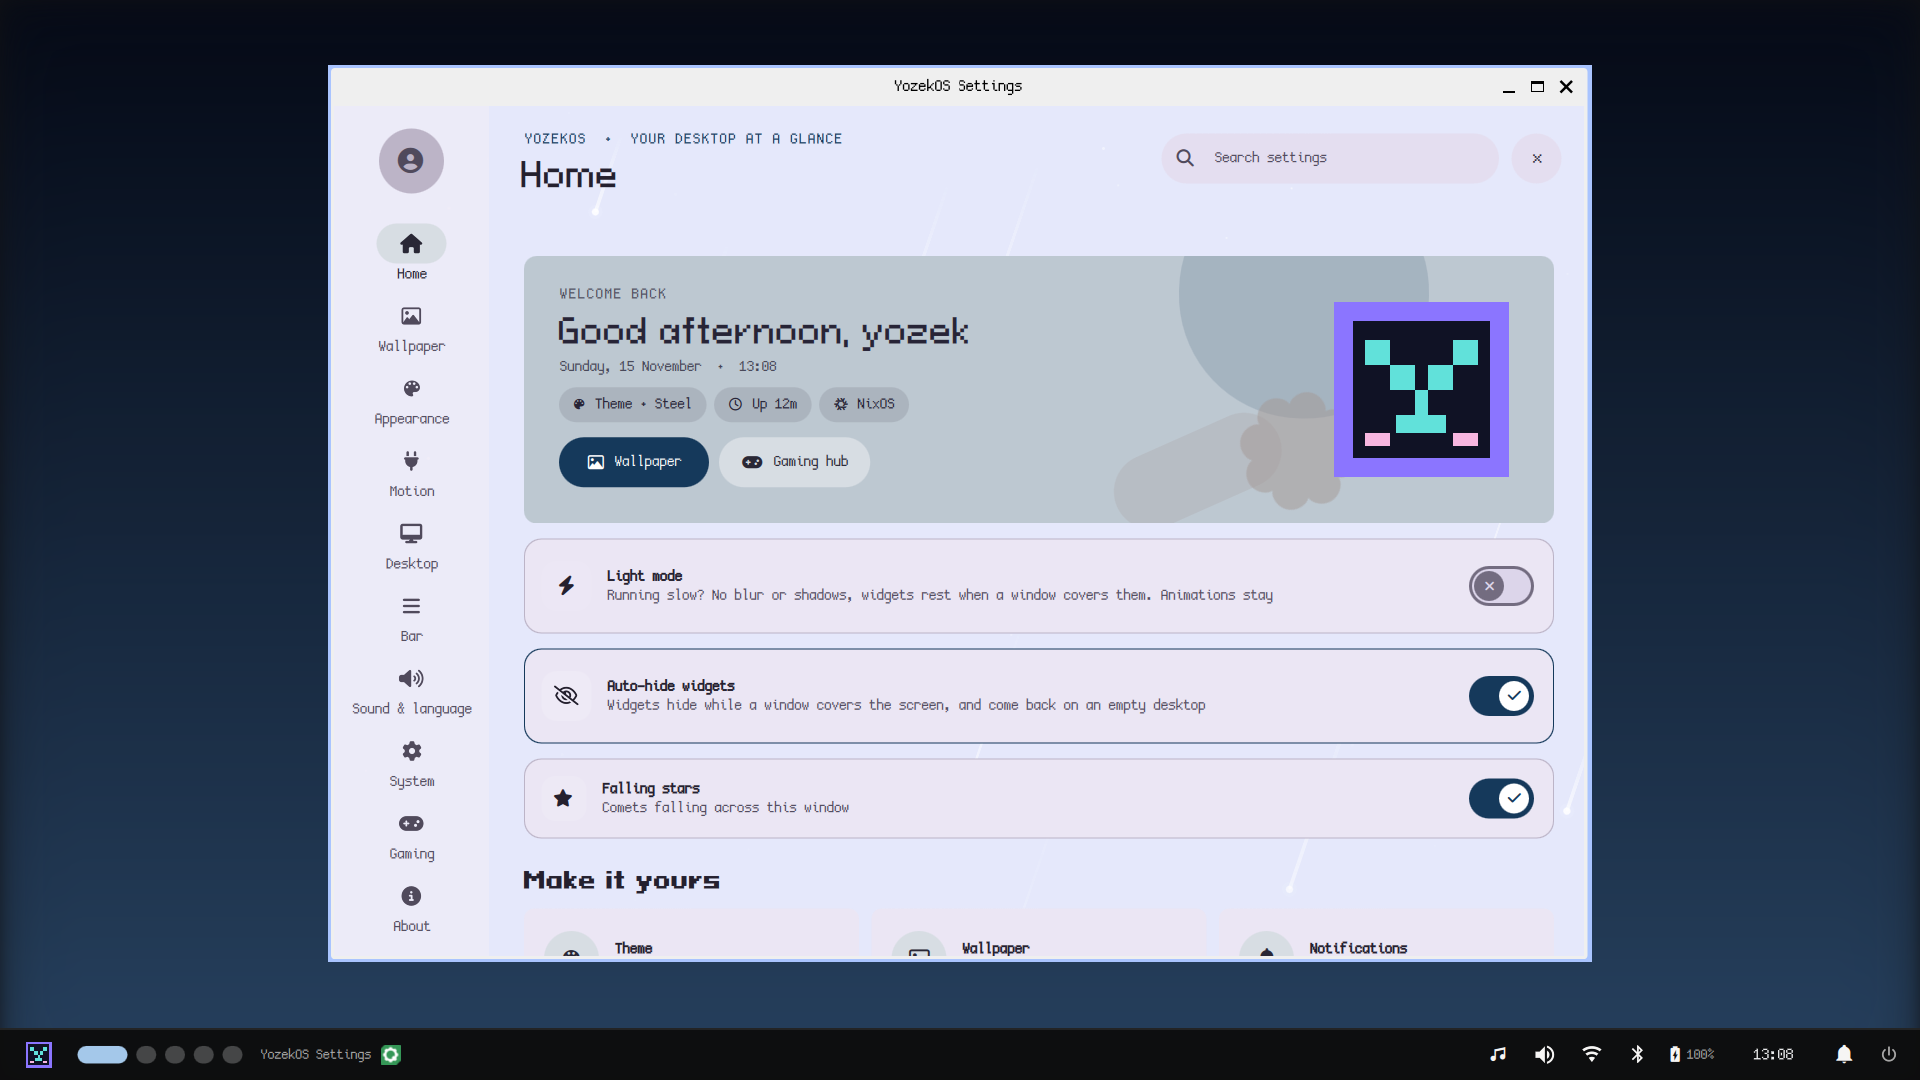 YozekOS Settings
YOZEKOS • YOUR DESKTOP AT A GLANCE
Home
Search settings
Home
Wallpaper
Appearance
Motion
Desktop
Bar
Sound & language
System
Gaming
About
WELCOME BACK
Good afternoon, yozek
Sunday, 15 November • 13:08
Theme • Steel
Up 12m
NixOS
Wallpaper
Gaming hub
Light mode
Running slow? No blur or shadows, widgets rest when a window covers them. Animations stay
Auto-hide widgets
Widgets hide while a window covers the screen, and come back on an empty desktop
Falling stars
Comets falling across this window
Make it yours
Theme
Wallpaper
Notifications
YozekOS Settings
100%
13:08